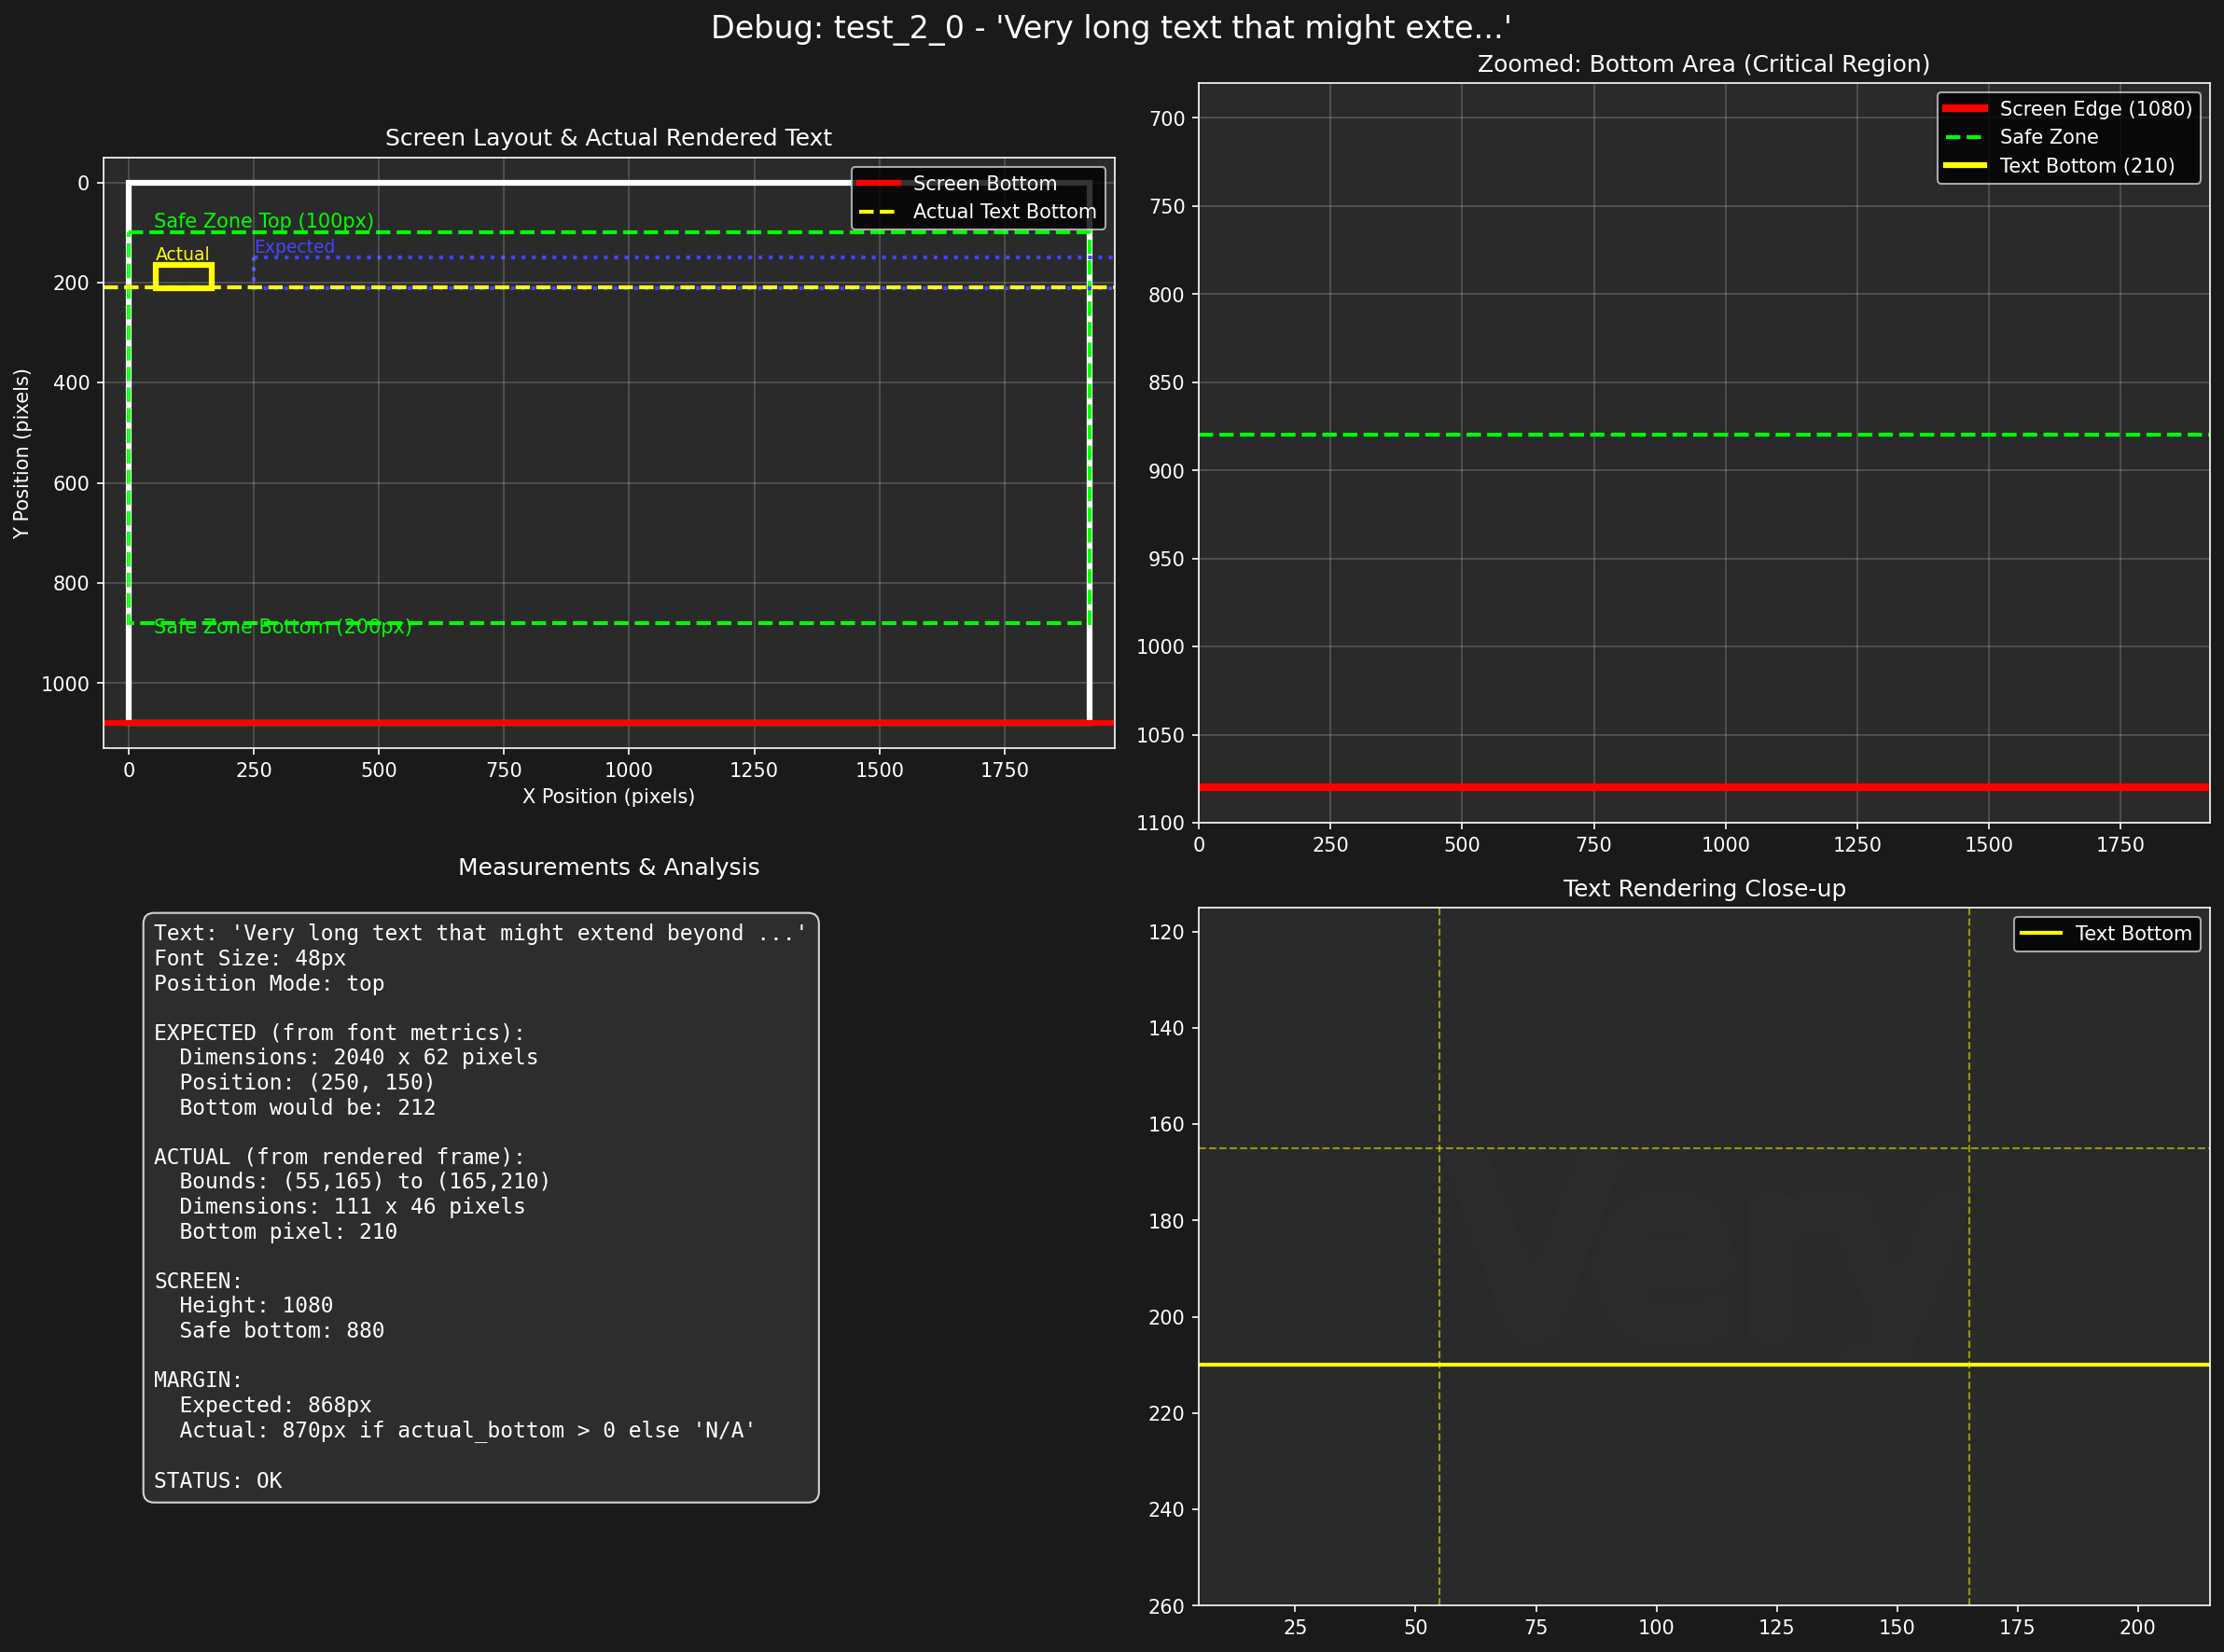 Debug: test_2_0 - 'Very long text that might exte...'
Screen Layout & Actual Rendered Text
Screen Bottom
Actual Text Bottom
Safe Zone Top (100px)
Actual
Expected
Safe Zone Bottom (200px)
0
200
400
600
800
1000
Y Position (pixels)
0 250 500 750 1000 1250 1500 1750
X Position (pixels)
Zoomed: Bottom Area (Critical Region)
Screen Edge (1080)
Safe Zone
Text Bottom (210)
700
750
800
850
900
950
1000
1050
1100
0 250 500 750 1000 1250 1500 1750
Measurements & Analysis
Text: 'Very long text that might extend beyond ...'
Font Size: 48px
Position Mode: top
EXPECTED (from font metrics):
Dimensions: 2040 x 62 pixels
Position: (250, 150)
Bottom would be: 212
ACTUAL (from rendered frame):
Bounds: (55,165) to (165,210)
Dimensions: 111 x 46 pixels
Bottom pixel: 210
SCREEN:
Height: 1080
Safe bottom: 880
MARGIN:
Expected: 868px
Actual: 870px if actual_bottom > 0 else 'N/A'
STATUS: OK
Text Rendering Close-up
Text Bottom
120
140
160
180
200
220
240
260
Very
25 50 75 100 125 150 175 200